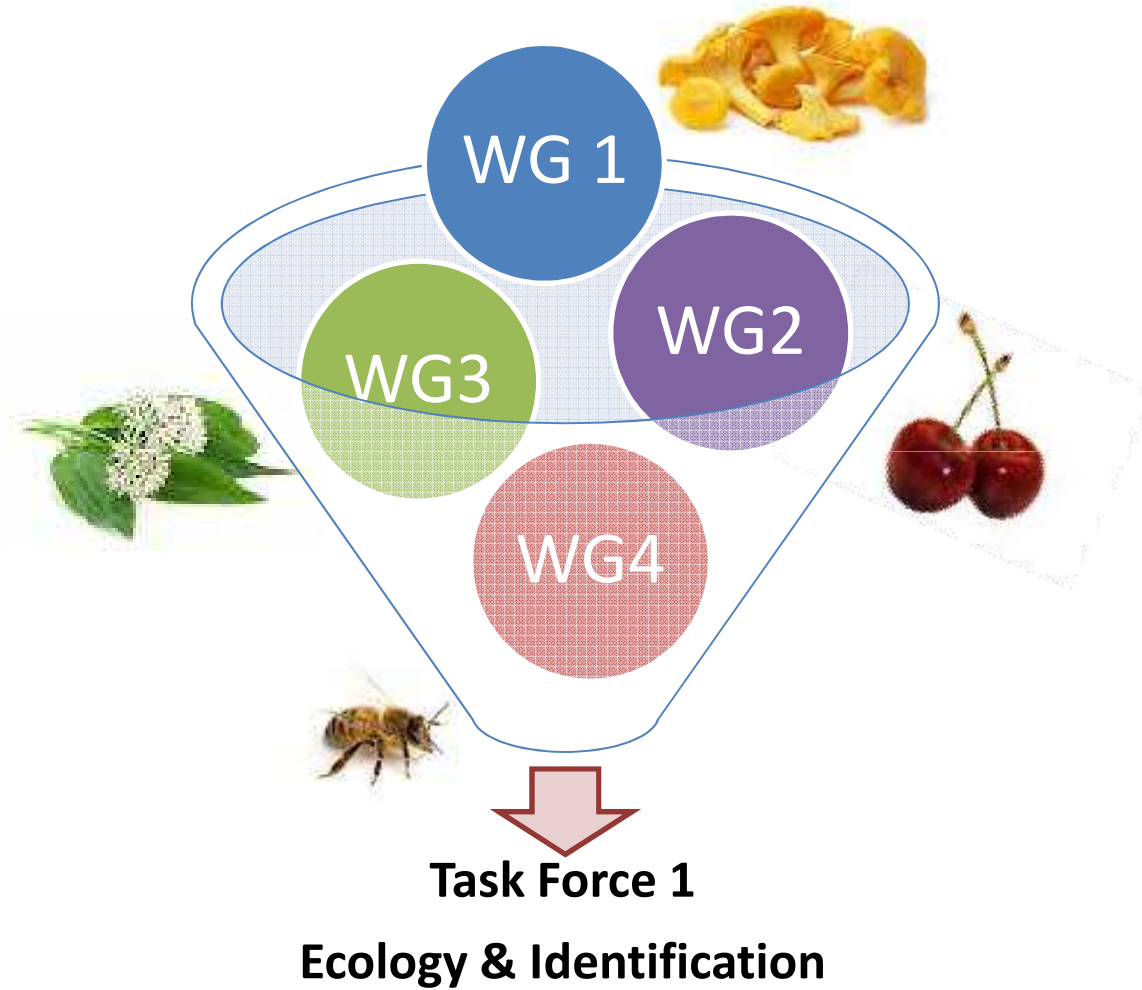 WG 1
WG2
WG3
WG4
Task Force 1
Ecology & Identification